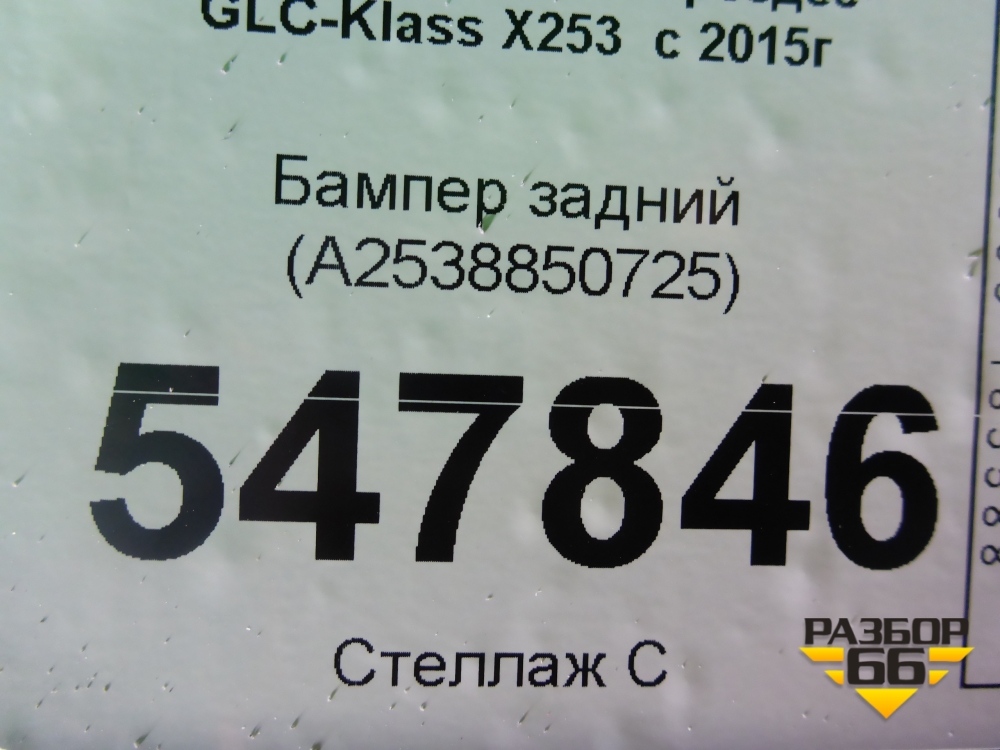 GLC-Klass X253 с 2015г
Бампер задний
(A2538850725)
547846
Стеллаж С
РАЗБОР
66